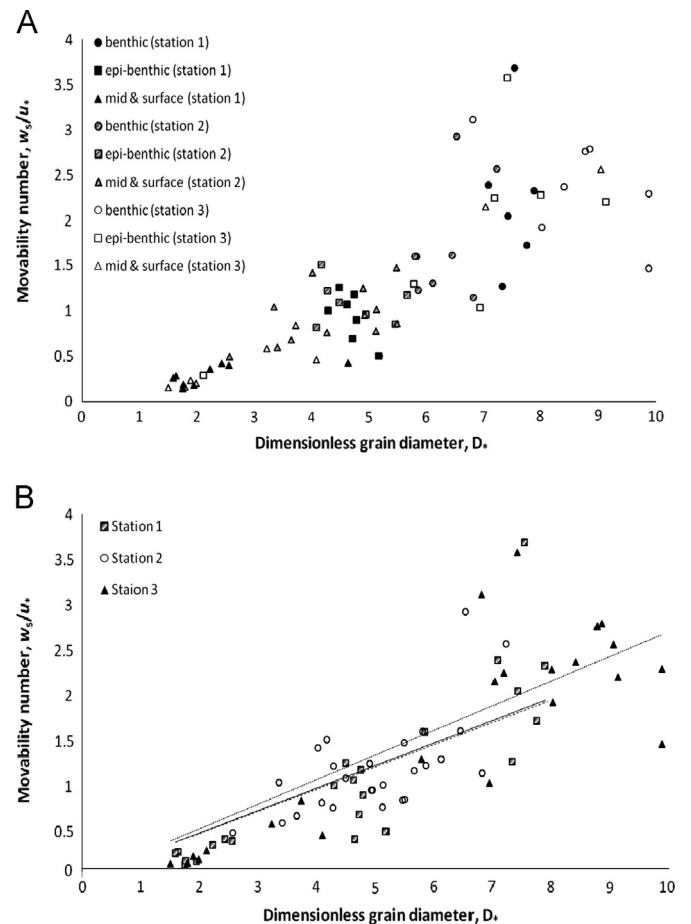 A
4
3.5
3
2.5
2
1.5
1
0.5
0
Movability number, ws/u*
benthic (station 1)
epi-benthic (station 1)
mid & surface (station 1)
benthic (station 2)
epi-benthic (station 2)
mid & surface (station 2)
benthic (station 3)
epi-benthic (station 3)
mid & surface (station 3)
0 1 2 3 4 5 6 7 8 9 10
Dimensionless grain diameter, D*
B
4
3.5
3
2.5
2
1.5
1
0.5
0
Movability number, ws/u*
Station 1
Station 2
Staion 3
0 1 2 3 4 5 6 7 8 9 10
Dimensionless grain diameter, D*